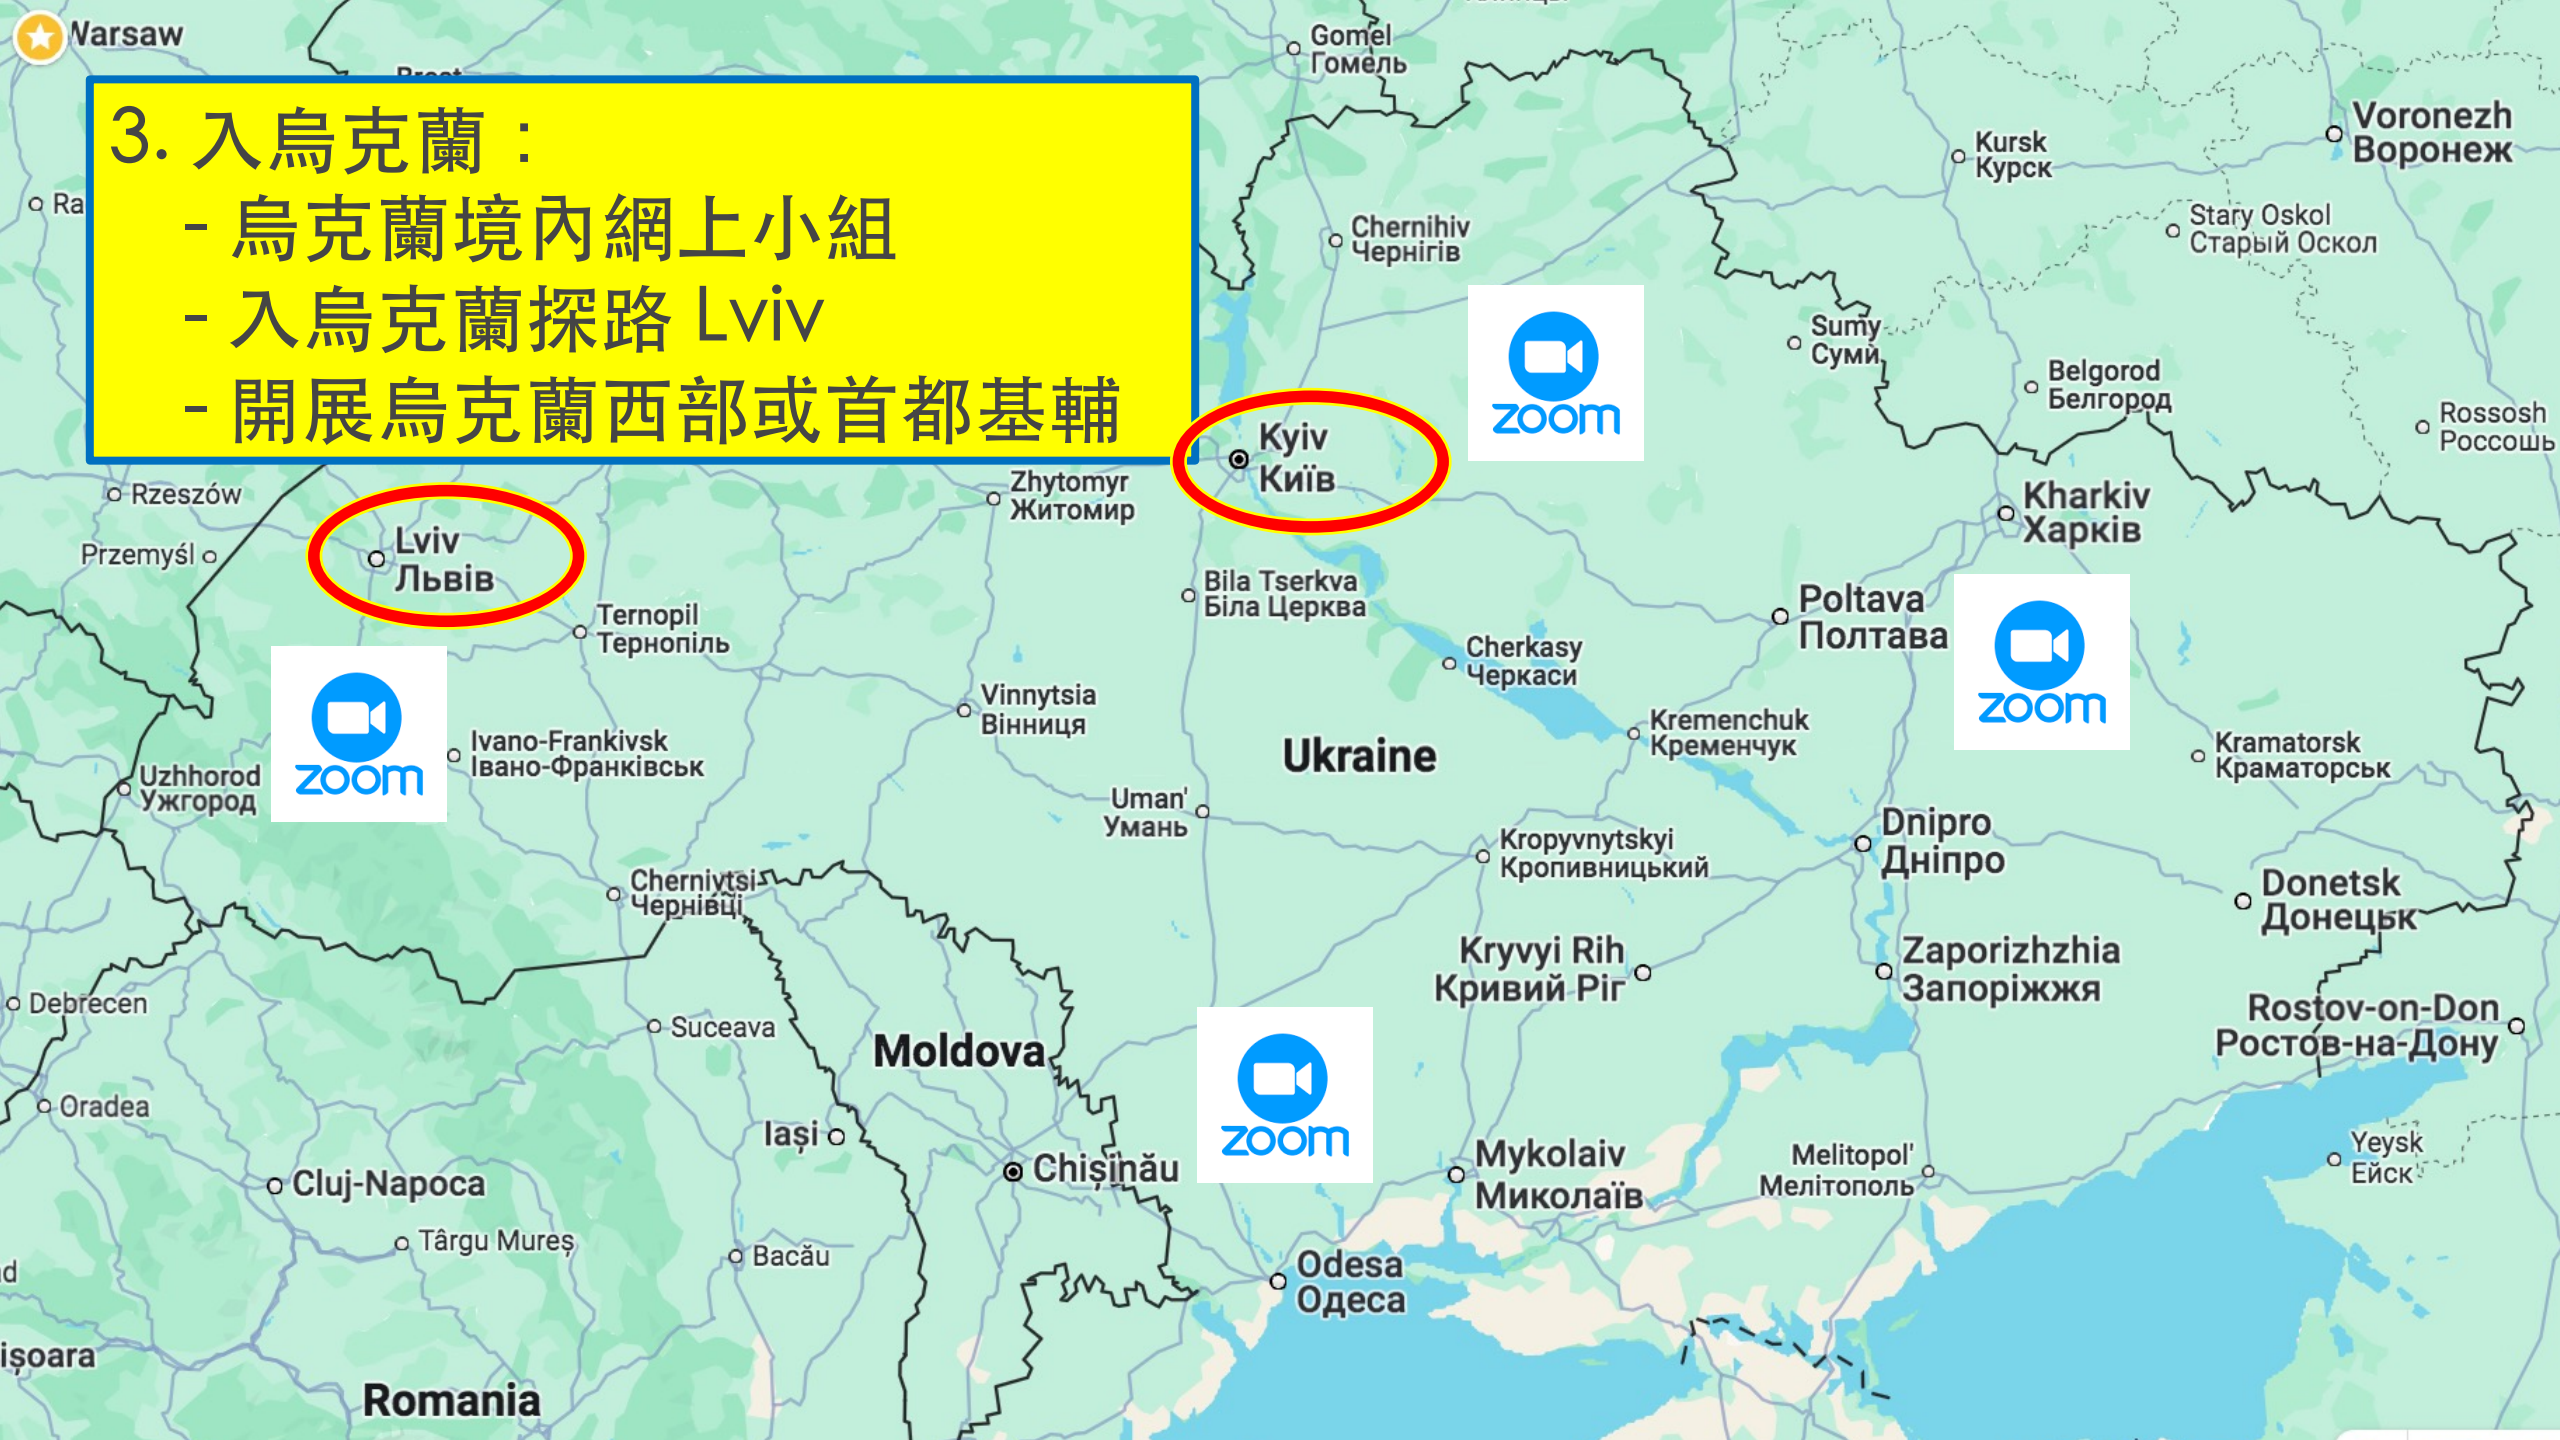 Warsaw
Gomel
Гомель
3. 入烏克蘭：
- 烏克蘭境內網上小組
- 入烏克蘭探路 Lviv
- 開展烏克蘭西部或首都基輔
Voronezh
Воронеж
Kursk
Курск
Stary Oskol
Старый Оскол
Chernihiv
Чернігів
Sumy
Суми
Belgorod
Белгород
Rossosh
Россошь
zoom
Kyiv
Київ
Rzeszów
Zhytomyr
Житомир
Kharkiv
Харків
Przemyśl
Lviv
Львів
Ternopil
Тернопіль
Bila Tserkva
Біла Церква
Cherkasy
Черкаси
Poltava
Полтава
zoom
Vinnytsia
Вінниця
Kremenchuk
Кременчук
Ukraine
Ivano-Frankivsk
Івано-Франківськ
zoom
Uzhhorod
Ужгород
Kramatorsk
Краматорськ
Uman'
Умань
Kropyvnytskyi
Кропивницький
Dnipro
Дніпро
Chernivtsi
Чернівці
Donetsk
Донецьк
Kryvyi Rih
Кривий Ріг
Zaporizhzhia
Запоріжжя
Debrecen
Suceava
Moldova
Rostov-on-Don
Ростов-на-Дону
Oradea
Iași
zoom
Chișinău
Cluj-Napoca
Mykolaiv
Миколаїв
Melitopol'
Мелітополь
Yeysk
Ейск
Târgu Mureș
Bacău
Odesa
Одеса
ișoara
Romania